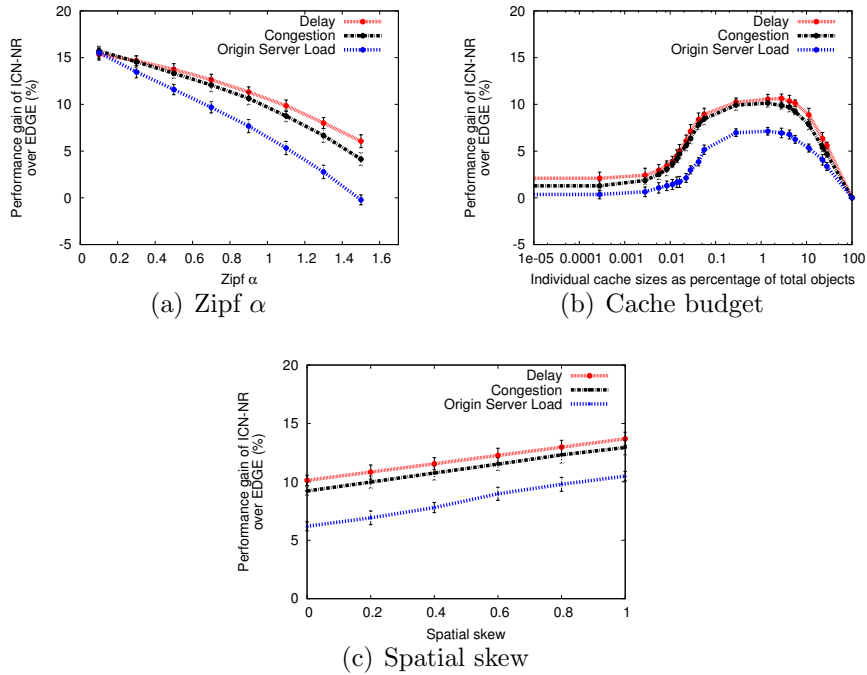 Performance gain of ICN-NR
over EDGE (%)
20
15
10
5
0
-5
Delay
Congestion
Origin Server Load
0 0.2 0.4 0.6 0.8 1 1.2 1.4 1.6
Zipf α
(a) Zipf α
Performance gain of ICN-NR
over EDGE (%)
20
15
10
5
0
-5
Delay
Congestion
Origin Server Load
1e-05 0.0001 0.001 0.01 0.1 1 10 100
Individual cache sizes as percentage of total objects
(b) Cache budget
Performance gain of ICN-NR
over EDGE (%)
20
15
10
5
0
Delay
Congestion
Origin Server Load
0 0.2 0.4 0.6 0.8 1
Spatial skew
(c) Spatial skew